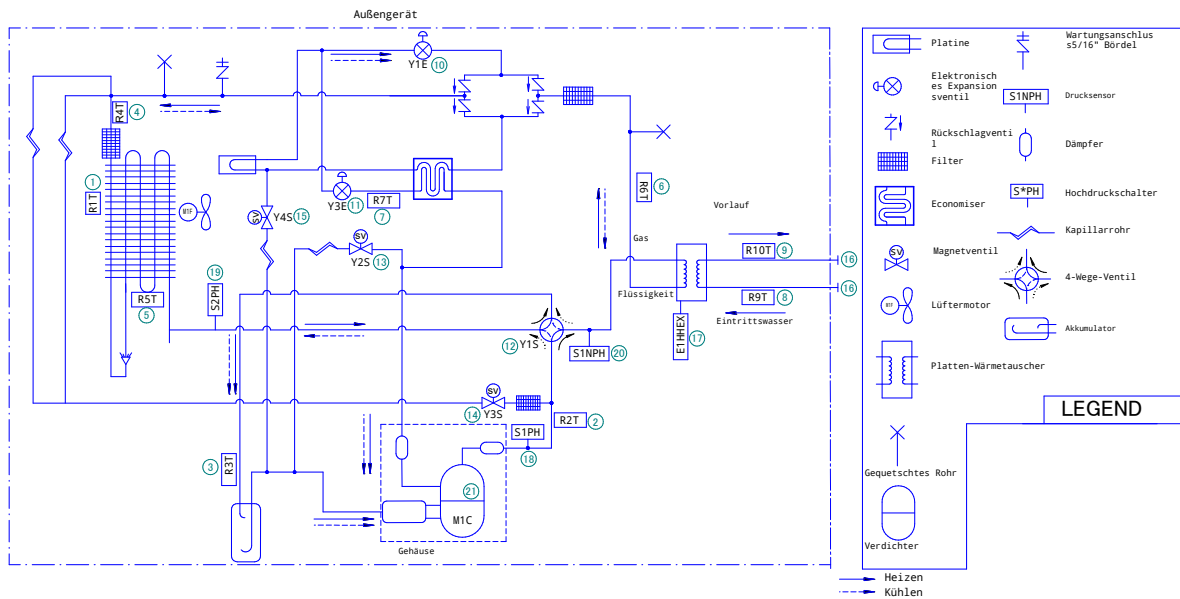 Außengerät
Y1E
10
R4T
4
1
R1T
M1F
Y4S
15
SV
Y3E
11
R7T
7
R6T
6
Vorlauf
SV
Y2S
13
Gas
R10T
9
16
Flüssigkeit
R9T
8
16
Eintrittswasser
R5T
5
19
S2PH
12
Y1S
S1NPH
20
E1HHEX
17
SV
14
Y3S
R2T
2
S1PH
18
3
R3T
21
M1C
Gehäuse
Heizen
Kühlen
Platine
Wartungsanschlus
s5/16" Bördel
Elektronisch
es Expansion
sventil
S1NPH
Drucksensor
Rückschlagventi
l
Dämpfer
Filter
S*PH
Hochdruckschalter
Economiser
Kapillarrohr
Magnetventil
SV
4-Wege-Ventil
M1F
Lüftermotor
Akkumulator
Platten-Wärmetauscher
LEGEND
Gequetschtes Rohr
Verdichter